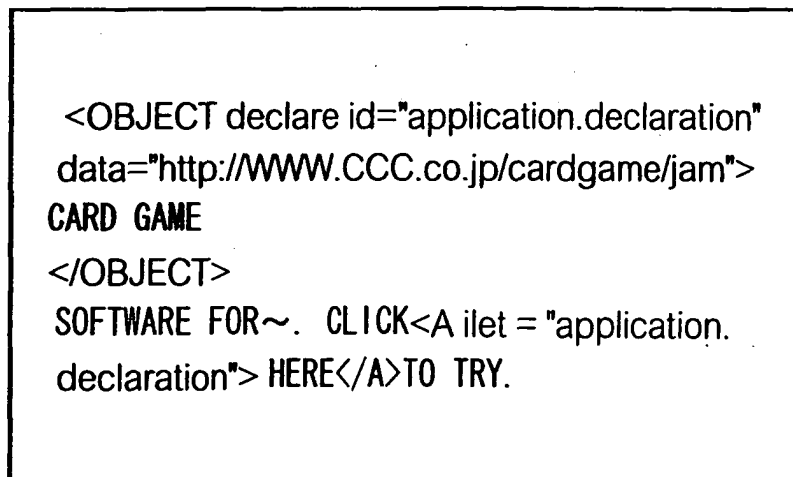 <OBJECT declare id="application.declaration"
data="http://WWW.CCC.co.jp/cardgame/jam">
CARD GAME
</OBJECT>
SOFTWARE FOR～. CLICK<A ilet = "application.
declaration"> HERE</A>TO TRY.